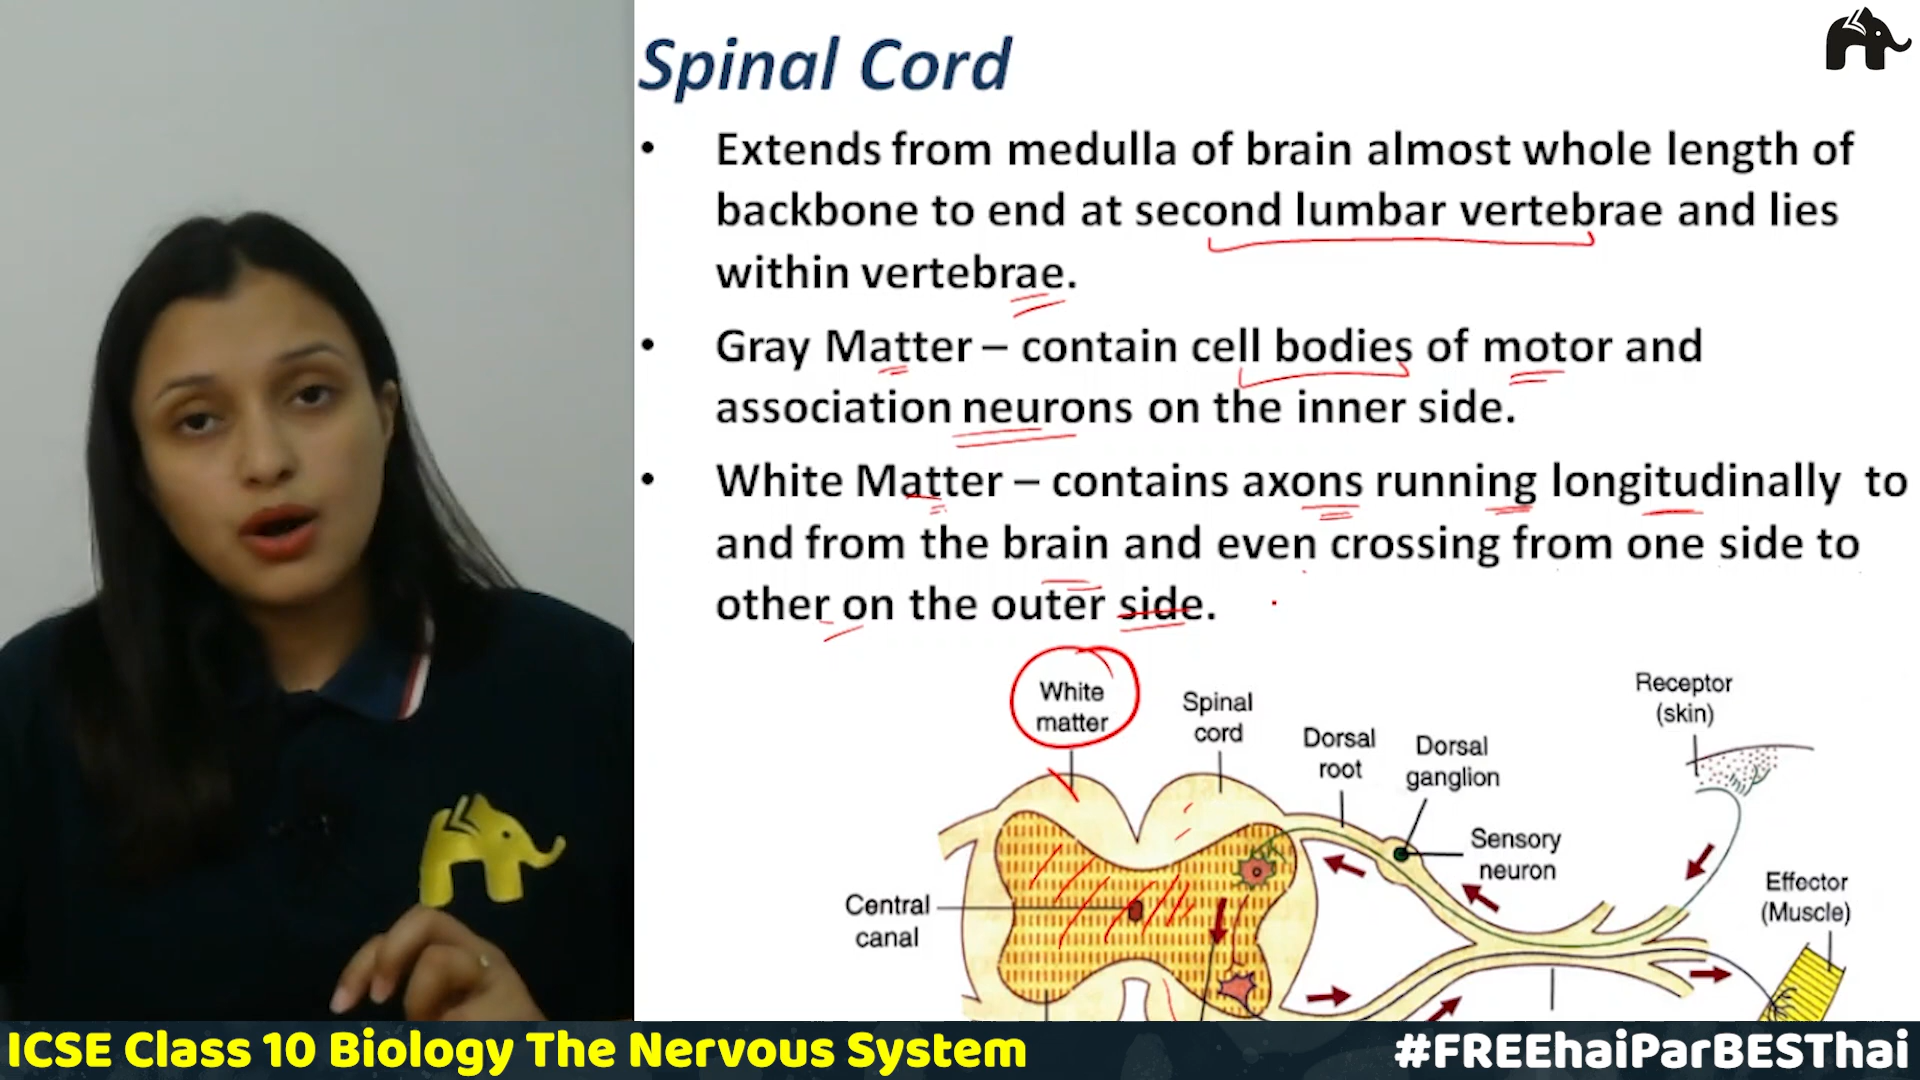 Spinal Cord
• Extends from medulla of brain almost whole length of
backbone to end at second lumbar vertebrae and lies
within vertebrae.
• Gray Matter – contain cell bodies of motor and
association neurons on the inner side.
• White Matter – contains axons running longitudinally to
and from the brain and even crossing from one side to
other on the outer side.
White
matter
Spinal
cord
Dorsal
root
Dorsal
ganglion
Receptor
(skin)
Sensory
neuron
Effector
(Muscle)
Central
canal
ICSE Class 10 Biology The Nervous System
#FREEhaiParBESThai